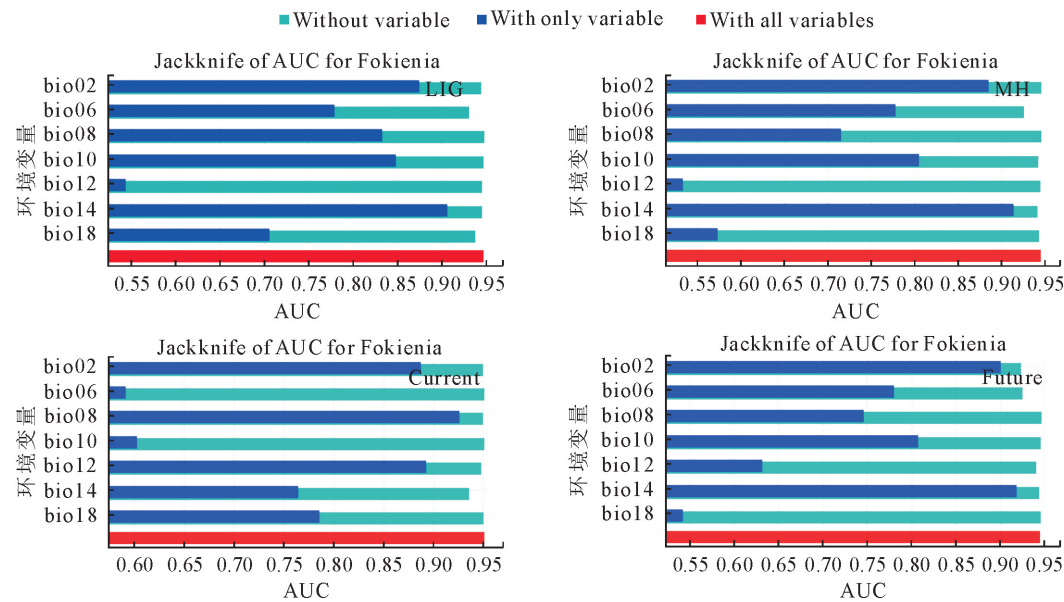 Without variable With only variable With all variables
Jackknife of AUC for Fokienia
LIG
环境变量
bio02
bio06
bio08
bio10
bio12
bio14
bio18
0.55 0.60 0.65 0.70 0.75 0.80 0.85 0.90 0.95
AUC
Jackknife of AUC for Fokienia
MH
环境变量
bio02
bio06
bio08
bio10
bio12
bio14
bio18
0.55 0.60 0.65 0.70 0.75 0.80 0.85 0.90 0.95
AUC
Jackknife of AUC for Fokienia
Current
环境变量
bio02
bio06
bio08
bio10
bio12
bio14
bio18
0.60 0.65 0.70 0.75 0.80 0.85 0.90 0.95
AUC
Jackknife of AUC for Fokienia
Future
环境变量
bio02
bio06
bio08
bio10
bio12
bio14
bio18
0.55 0.60 0.65 0.70 0.75 0.80 0.85 0.90 0.95
AUC